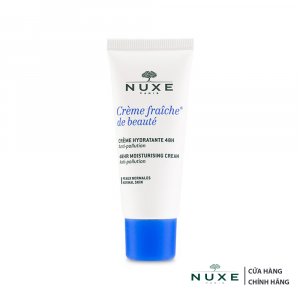 NUXE
PARIS
Crème fraîche®
de beauté
CRÈME HYDRATANTE 48H
Anti-pollution
48HR MOISTURISING CREAM
Anti-pollution
PEAUX NORMALES
NORMAL SKIN
NUXE
CỬA HÀNG
CHÍNH HÃNG